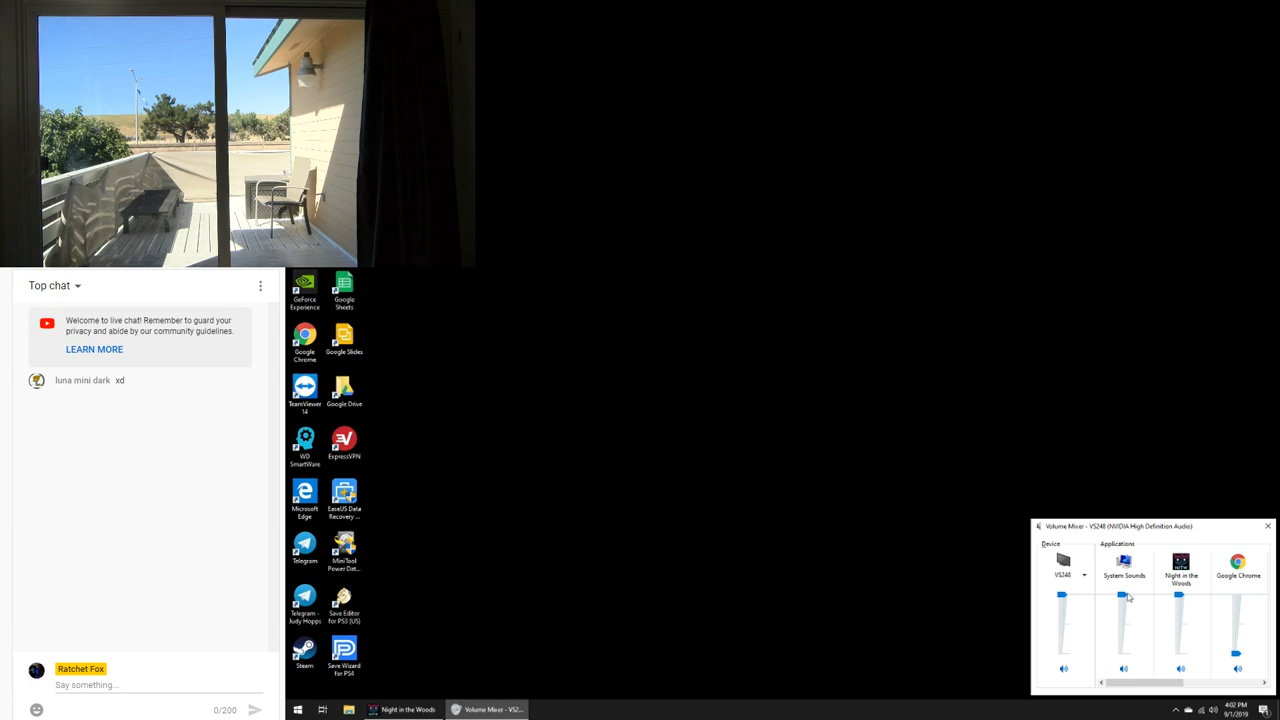 Top chat
Welcome to live chat! Remember to guard your
privacy and abide by our community guidelines.
LEARN MORE
luna mini dark xd
Ratchet Fox
Say something...
0/200
GeForce
Experience
Google
Sheets
Google
Chrome
Google Slides
TeamViewer
14
Google Drive
WD
SmartWare
ExpressVPN
Microsoft
Edge
EaseUS Data
Recovery ...
Telegram
MiniTool
Power Dat...
Telegram -
Judy Hopps
Save Editor
for PS3 (US)
Steam
Save Wizard
for PS4
Volume Mixer - VS248 (NVIDIA High Definition Audio)
Device
Applications
VS248
System Sounds
Night in the
Woods
Google Chrome
Night in the Woods
Volume Mixer - VS2...
4:02 PM
9/1/2019